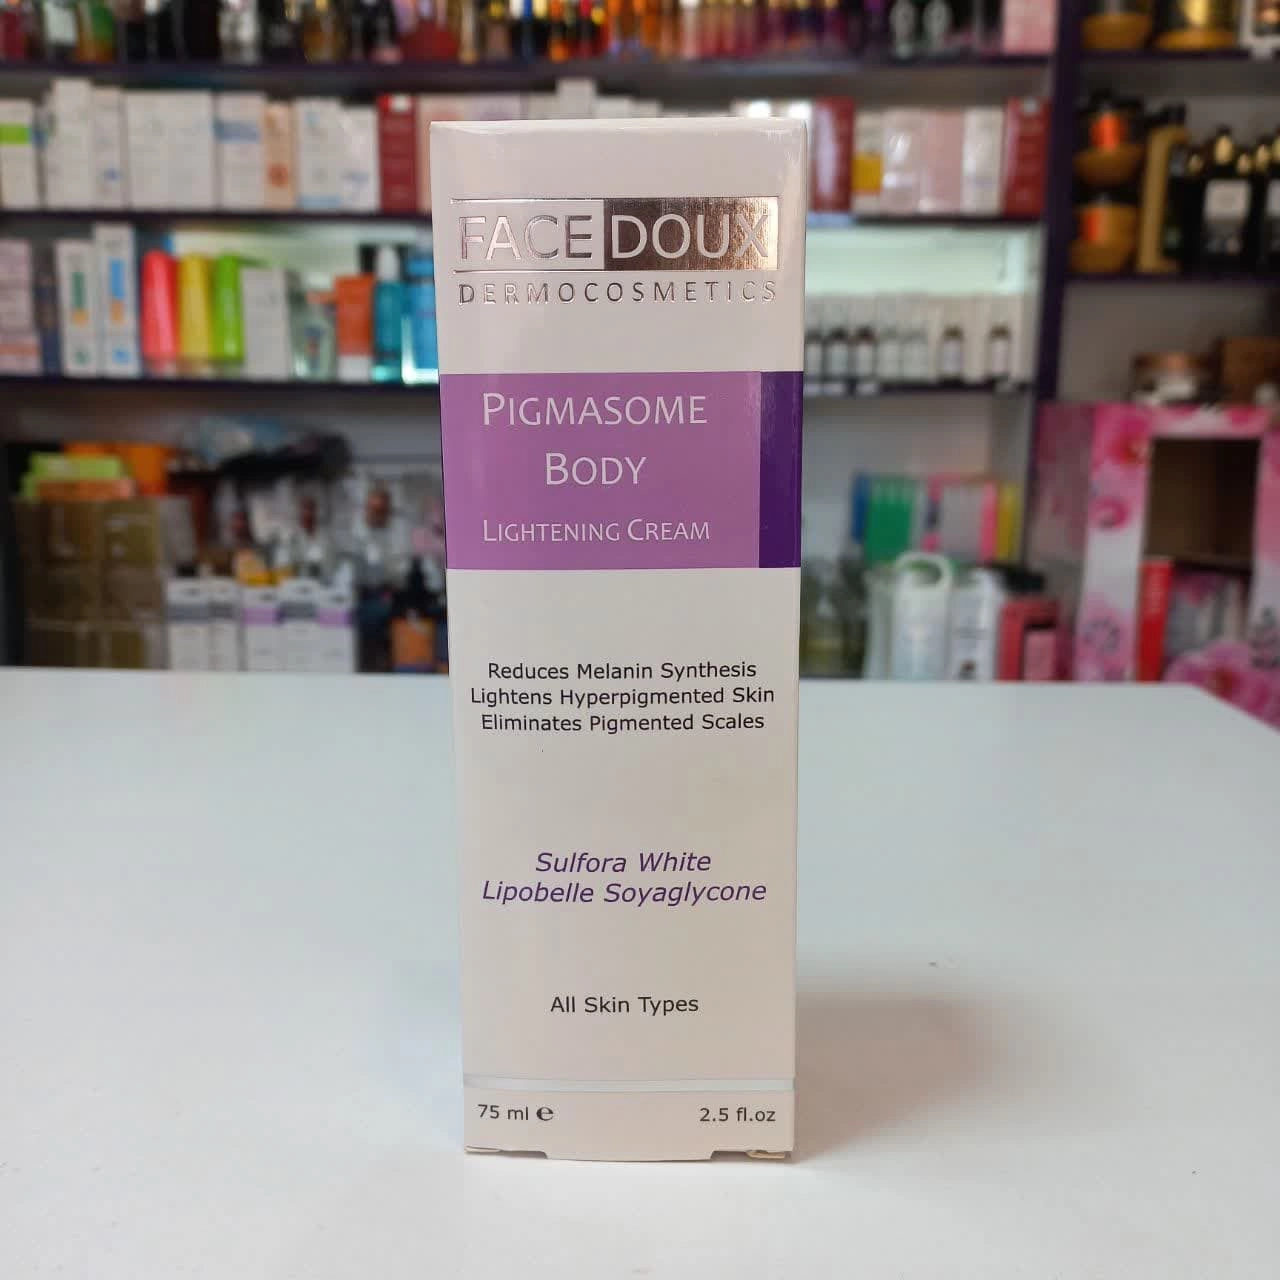 FACE DOUX
DERMOCOSMETICS
PIGMASOME
BODY
LIGHTENING CREAM
Reduces Melanin Synthesis
Lightens Hyperpigmented Skin
Eliminates Pigmented Scales
Sulfora White
Lipobelle Soyaglycone
All Skin Types
75 ml ℮ 2.5 fl.oz